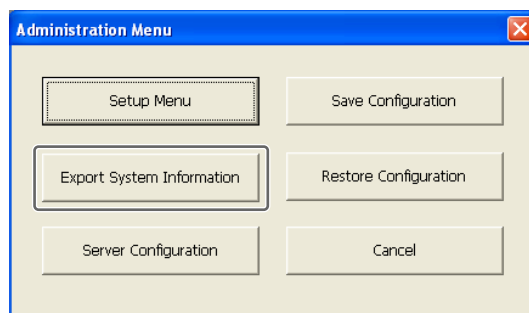 Administration Menu
Setup Menu
Save Configuration
Export System Information
Restore Configuration
Server Configuration
Cancel